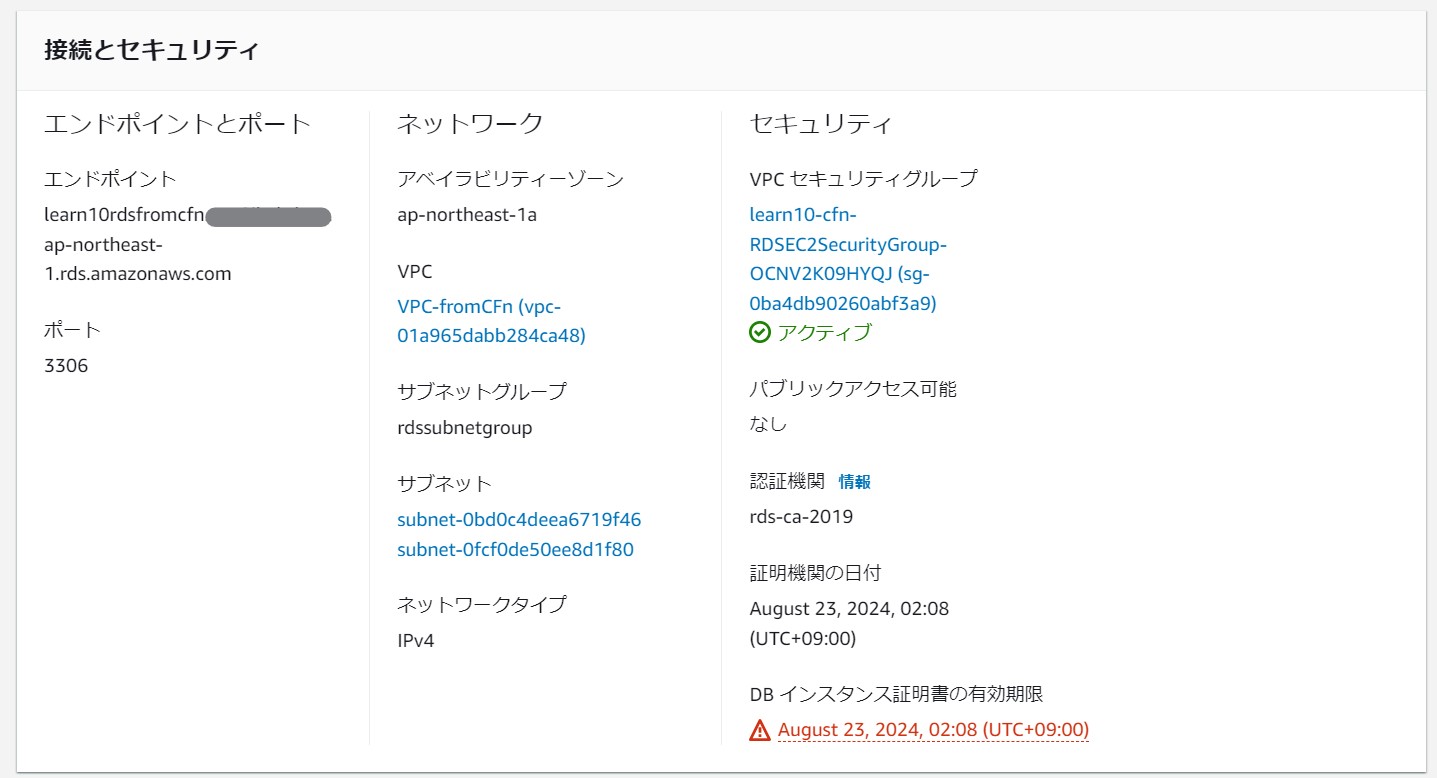 接続とセキュリティ
エンドポイントとポート
エンドポイント
learn10rdsfromcfn
ap-northeast-
1.rds.amazonaws.com
ポート
3306
ネットワーク
アベイラビリティーゾーン
ap-northeast-1a
VPC
VPC-fromCFn (vpc-
01a965dabb284ca48)
サブネットグループ
rdssubnetgroup
サブネット
subnet-0bd0c4deea6719f46
subnet-0fcf0de50ee8d1f80
ネットワークタイプ
IPv4
セキュリティ
VPC セキュリティグループ
learn10-cfn-
RDSEC2SecurityGroup-
OCNV2K09HYQJ (sg-
0ba4db90260abf3a9)
アクティブ
パブリックアクセス可能
なし
認証機関 情報
rds-ca-2019
証明機関の日付
August 23, 2024, 02:08
(UTC+09:00)
DB インスタンス証明書の有効期限
August 23, 2024, 02:08 (UTC+09:00)